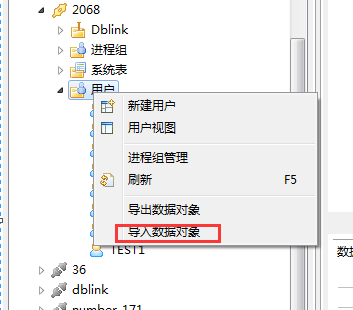 2068
Dblink
进程组
系统表
用户
新建用户
用户视图
进程组管理
刷新 F5
导出数据对象
导入数据对象
TEST1
36
dblink
number_171
数据